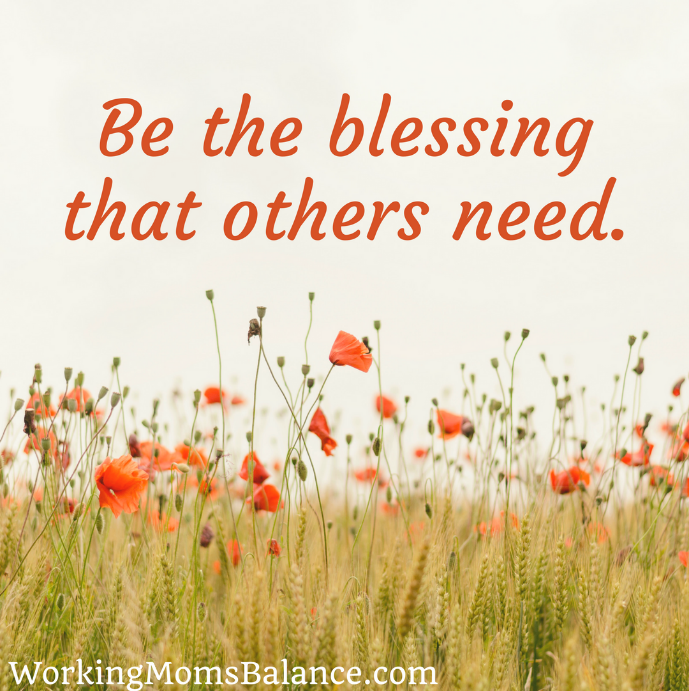 Be the blessing
that others need.
WorkingMomsBalance.com